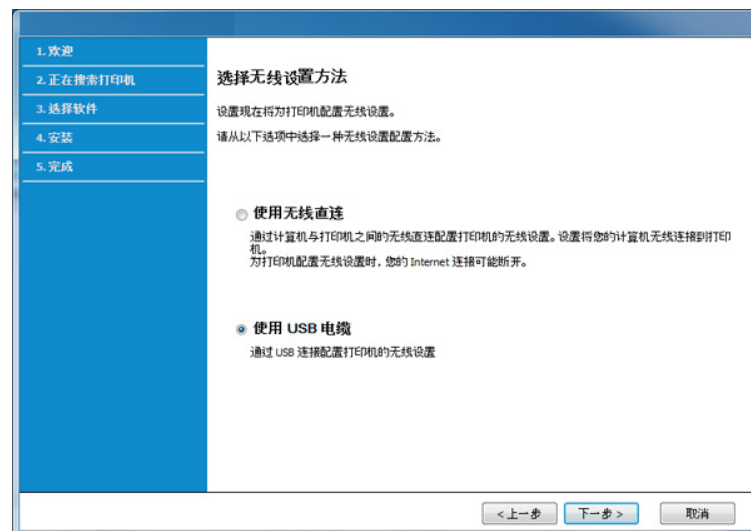 1. 欢迎
2. 正在搜索打印机
3. 选择软件
4. 安装
5. 完成
选择无线设置方法
设置现在将为打印机配置无线设置。
请从以下选项中选择一种无线设置配置方法。
使用无线直连
通过计算机与打印机之间的无线直连配置打印机的无线设置。设置将您的计算机无线连接到打印
机。
为打印机配置无线设置时，您的 Internet 连接可能断开。
使用 USB 电缆
通过 USB 连接配置打印机的无线设置
<上一步
下一步>
取消